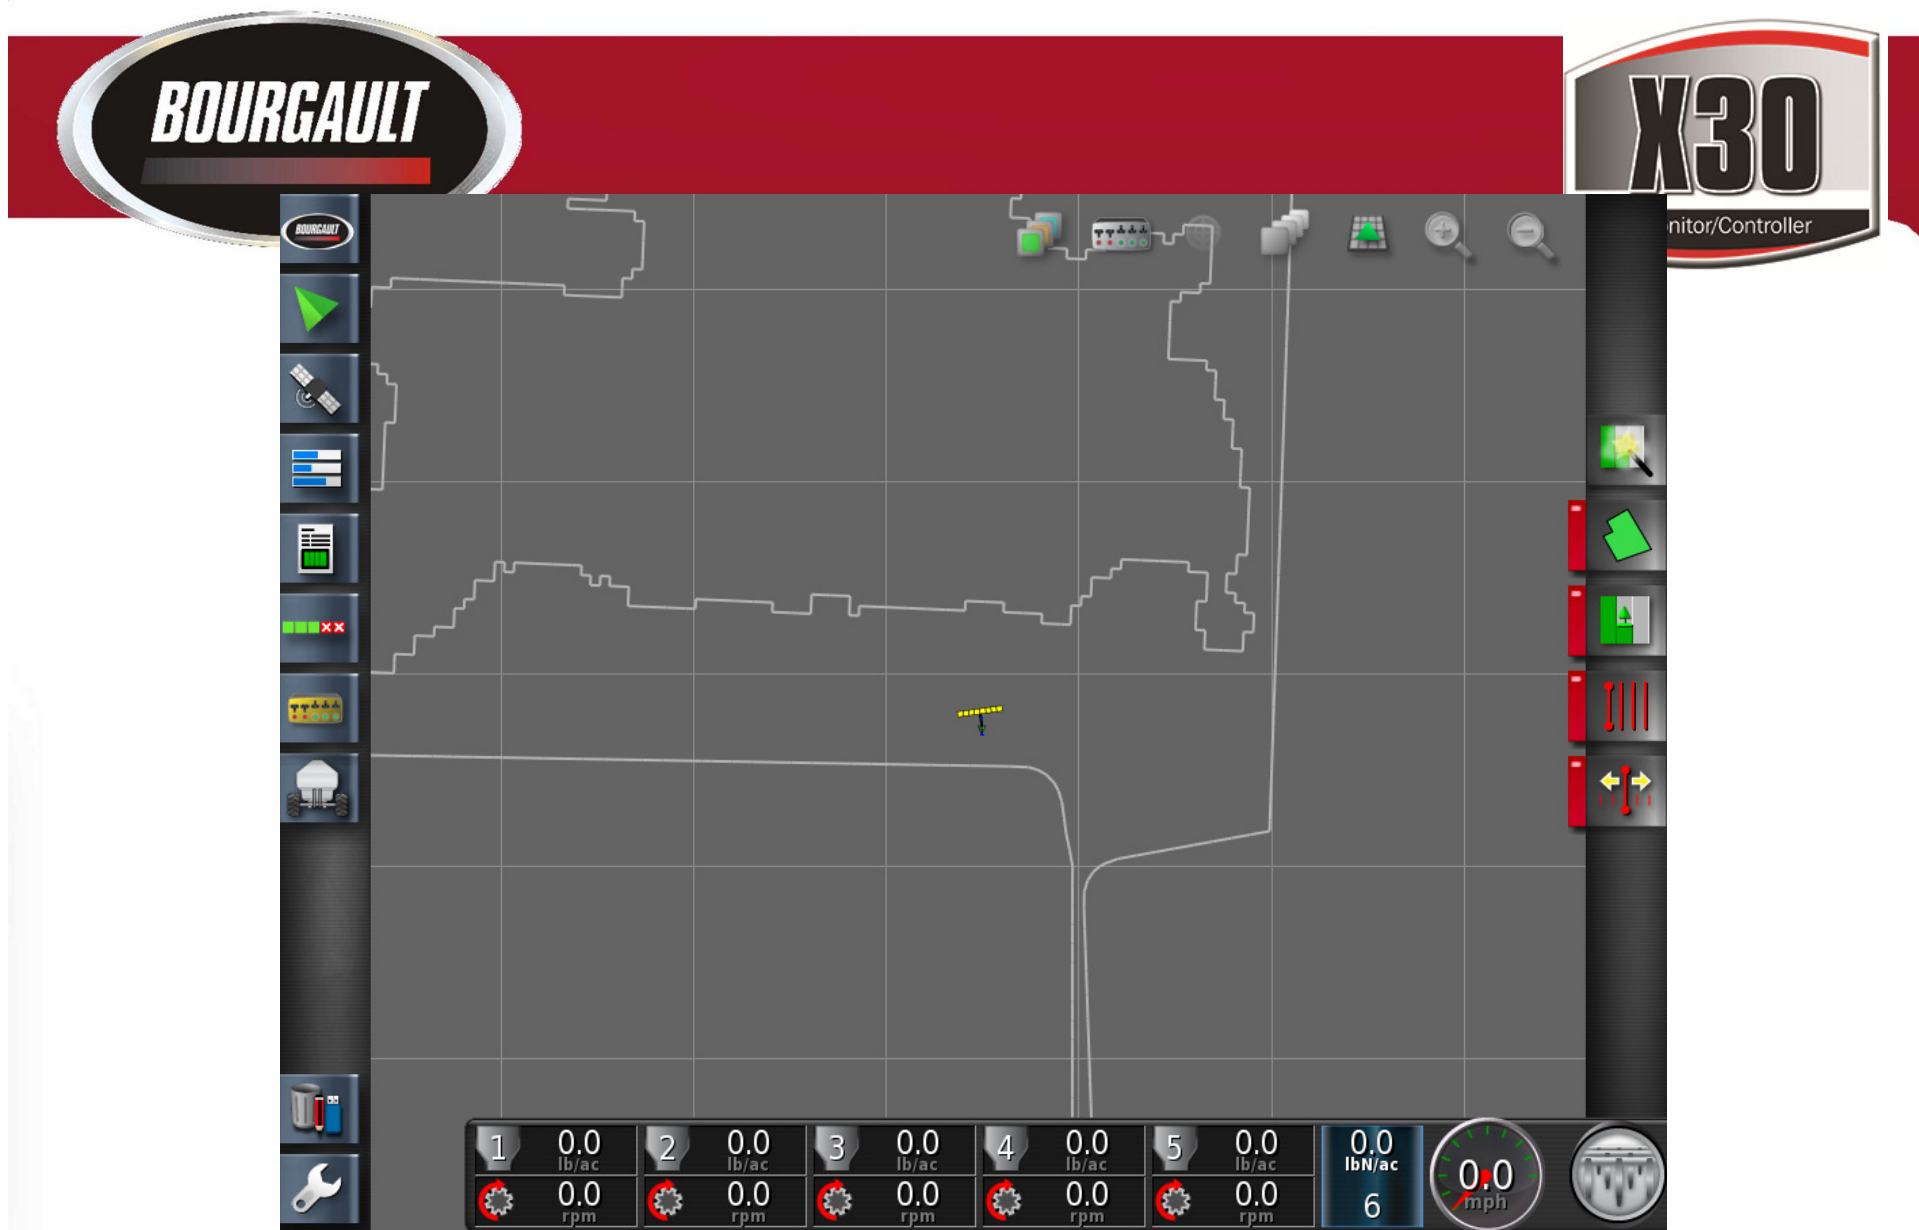 BOURGAULT
X30
nitor/Controller
BOURGAULT
1 0.0 lb/ac 2 0.0 lb/ac 3 0.0 lb/ac 4 0.0 lb/ac 5 0.0 lb/ac 0.0 lbN/ac
0.0 rpm 0.0 rpm 0.0 rpm 0.0 rpm 0.0 rpm 6
0.0
mph